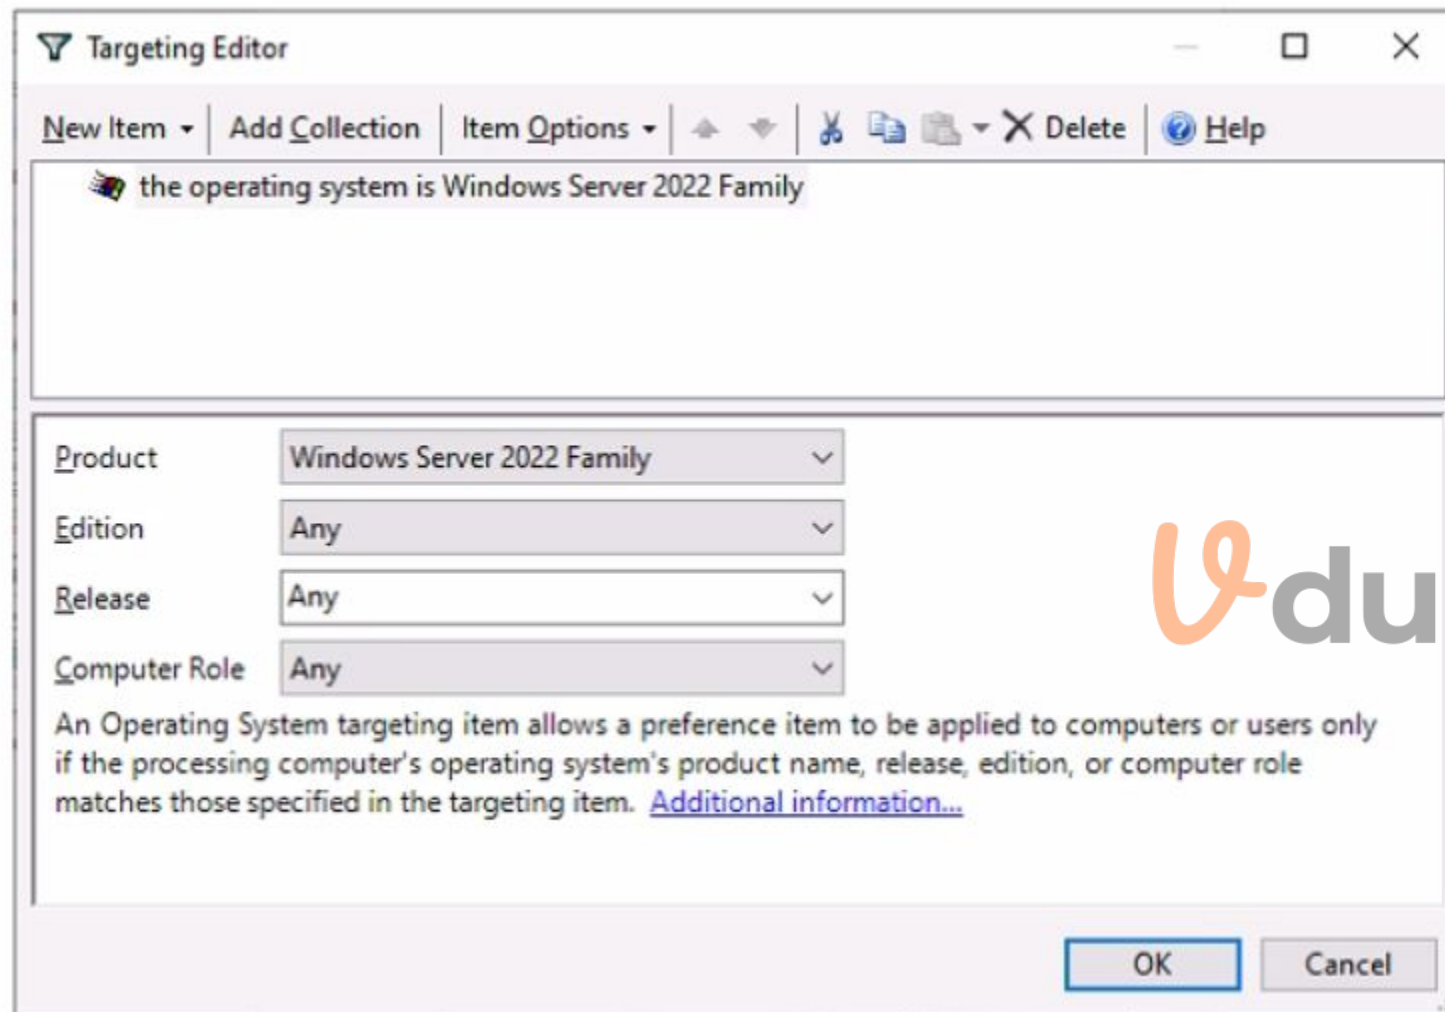 Targeting Editor
New Item Add Collection Item Options Delete Help
the operating system is Windows Server 2022 Family
Product Windows Server 2022 Family
Edition Any
Release Any
Computer Role Any
An Operating System targeting item allows a preference item to be applied to computers or users only
if the processing computer's operating system's product name, release, edition, or computer role
matches those specified in the targeting item. Additional information...
Vdu
OK Cancel